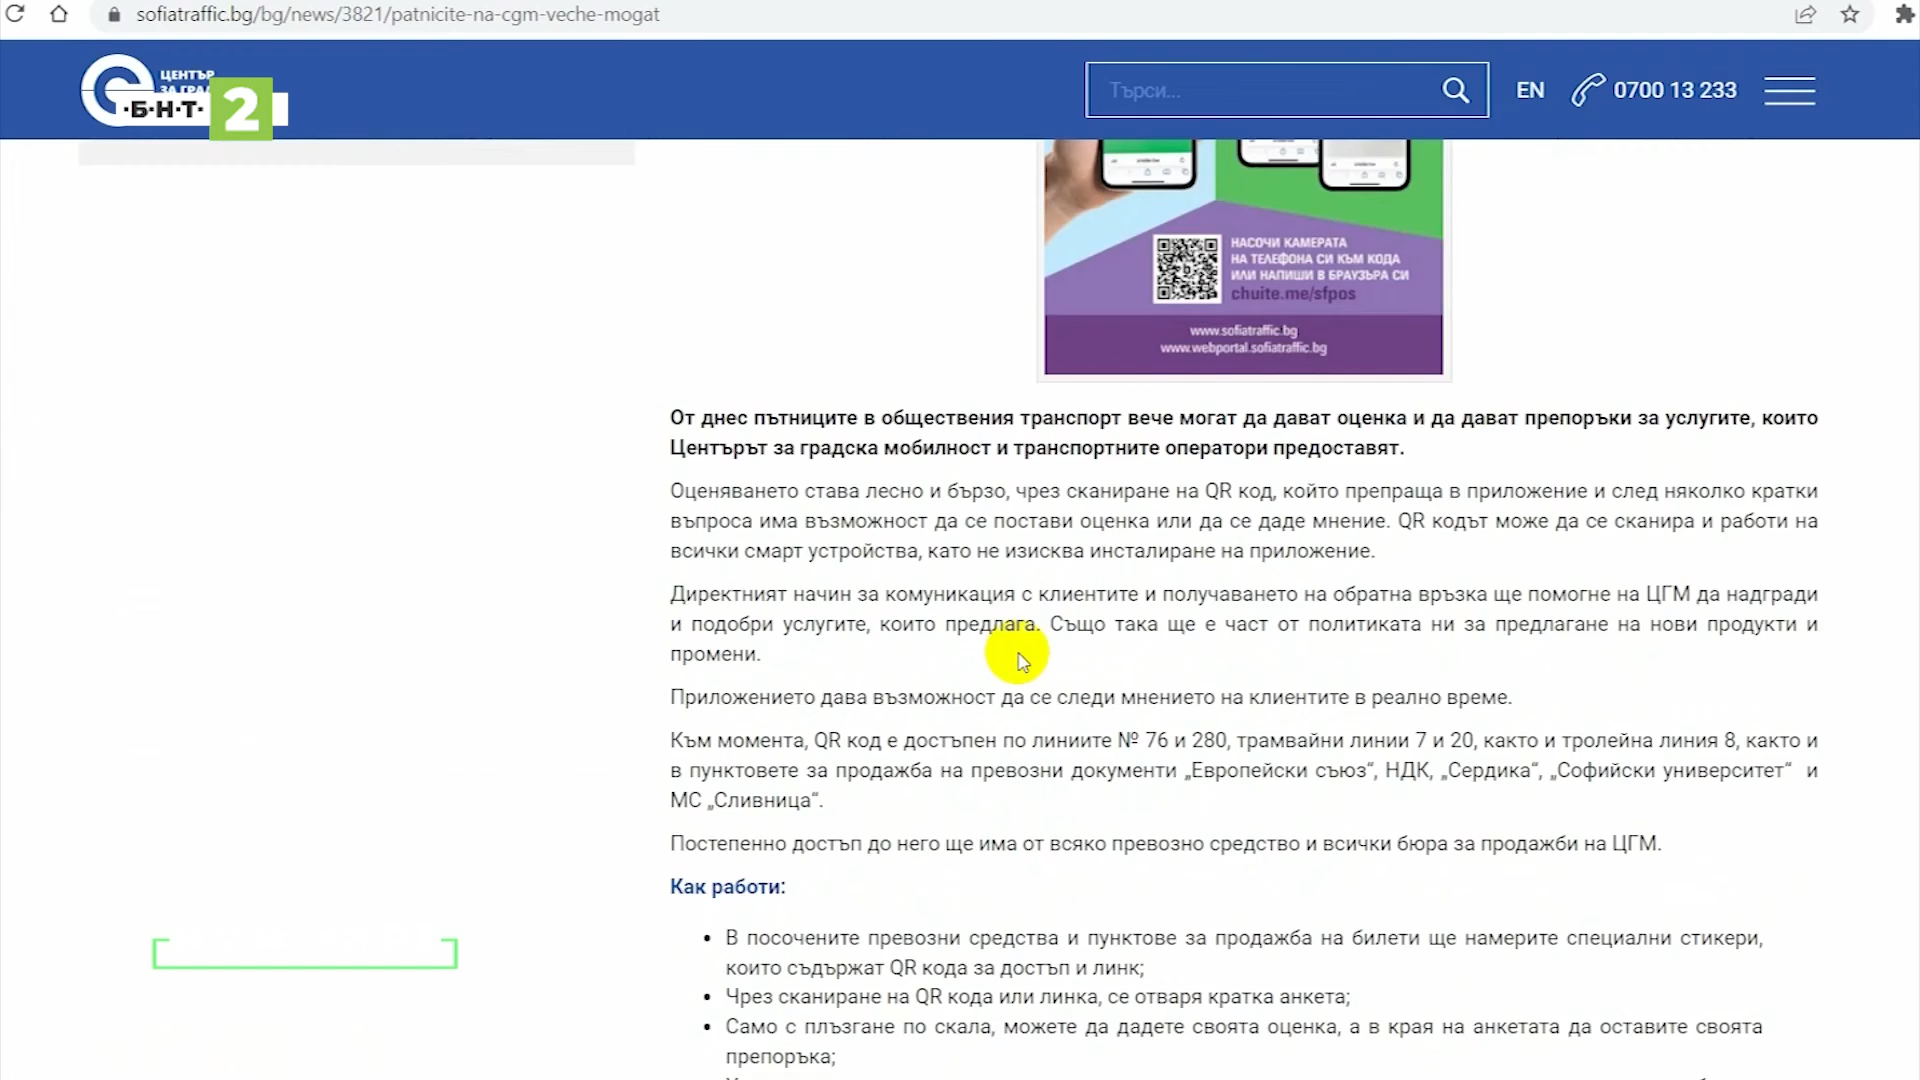 sofiatraffic.bg/bg/news/3821/patnicite-na-cgm-veche-mogat
ЦЕНТЪР
ЗА ГРАД
·Б·Н·Т· 2
Търси...
EN
0700 13 233
НАСОЧИ КАМЕРАТА
НА ТЕЛЕФОНА СИ КЪМ КОДА
ИЛИ НАПИШИ В БРАУЗЪРА СИ
chuite.me/sfpos
www.sofiatraffic.bg
www.webportal.sofiatraffic.bg
От днес пътниците в обществения транспорт вече могат да дават оценка и да дават препоръки за услугите, които
Центърът за градска мобилност и транспортните оператори предоставят.
Оценяването става лесно и бързо, чрез сканиране на QR код, който препраща в приложение и след няколко кратки
въпроса има възможност да се постави оценка или да се даде мнение. QR кодът може да се сканира и работи на
всички смарт устройства, като не изисква инсталиране на приложение.
Директният начин за комуникация с клиентите и получаването на обратна връзка ще помогне на ЦГМ да надгради
и подобри услугите, които предлага. Също така ще е част от политиката ни за предлагане на нови продукти и
промени.
Приложението дава възможност да се следи мнението на клиентите в реално време.
Към момента, QR код е достъпен по линиите № 76 и 280, трамвайни линии 7 и 20, както и тролейна линия 8, както и
в пунктовете за продажба на превозни документи „Европейски съюз“, НДК, „Сердика“, „Софийски университет“ и
МС „Сливница“.
Постепенно достъп до него ще има от всяко превозно средство и всички бюра за продажби на ЦГМ.
Как работи:
• В посочените превозни средства и пунктове за продажба на билети ще намерите специални стикери,
които съдържат QR кода за достъп и линк;
• Чрез сканиране на QR кода или линка, се отваря кратка анкета;
• Само с плъзгане по скала, можете да дадете своята оценка, а в края на анкетата да оставите своята
препоръка;